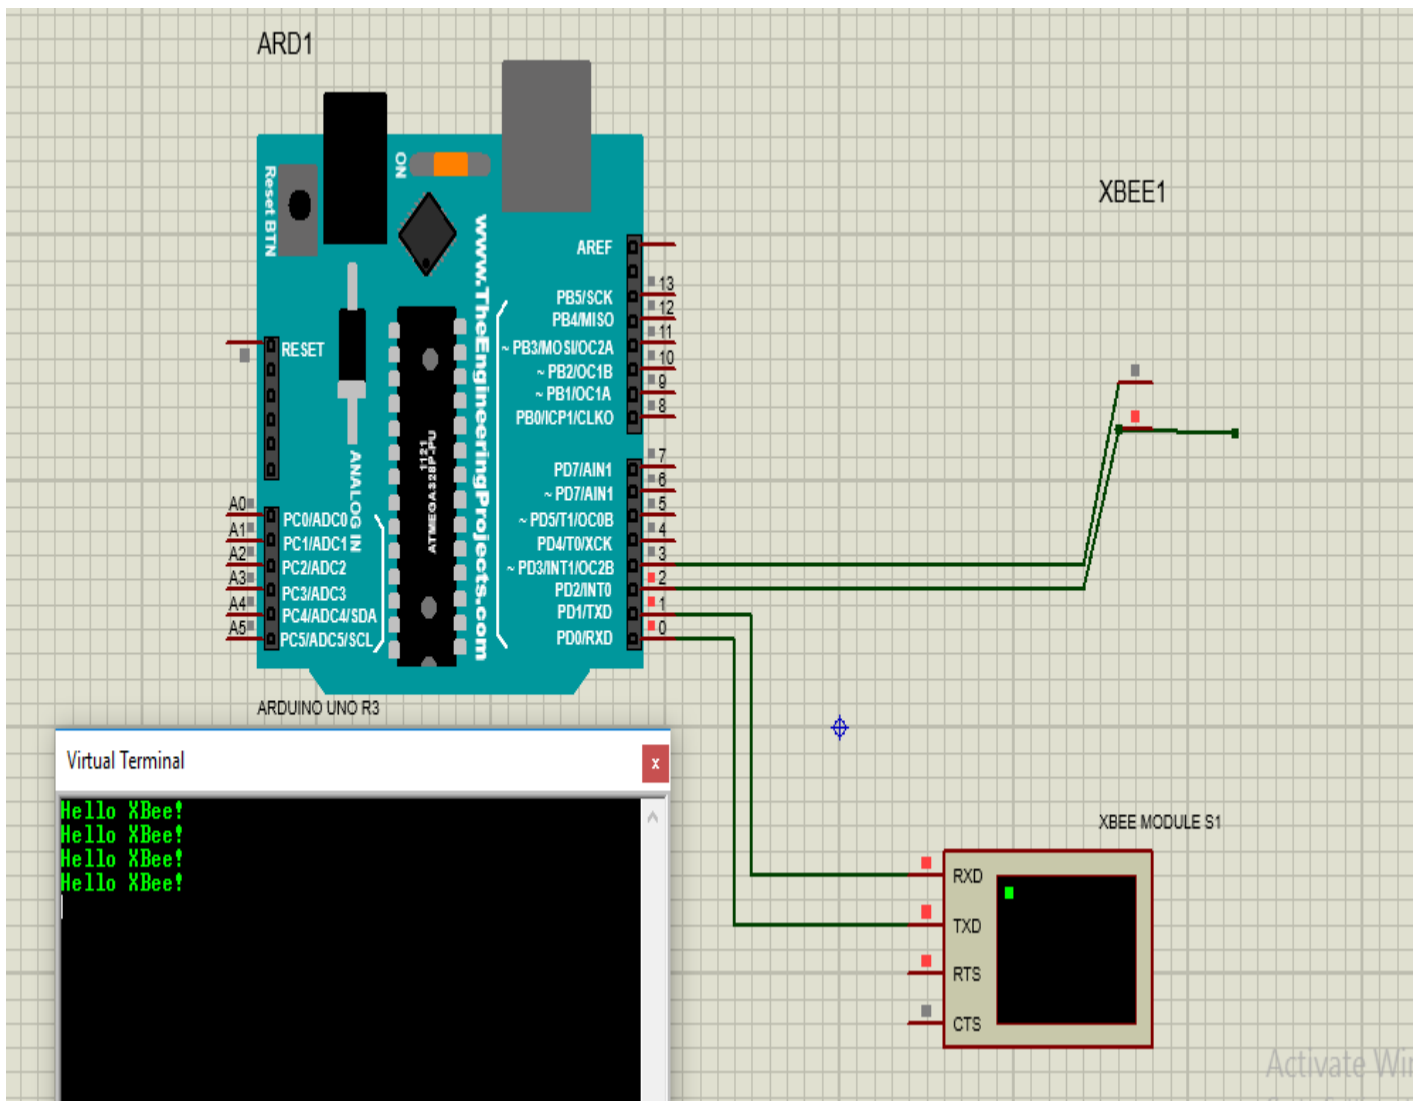 ARD1
XBEE1
Reset BTN
ON
www.TheEngineeringProjects.com
AREF
13
PB5/SCK
12
PB4/MISO
11
~ PB3/MOSI/OC2A
10
~ PB2/OC1B
9
~ PB1/OC1A
8
PB0/ICP1/CLKO
RESET
1121
ATMEGA328P-PU
ANALOG IN
7
PD7/AIN1
6
~ PD7/AIN1
5
~ PD5/T1/OC0B
4
PD4/T0/XCK
3
~ PD3/INT1/OC2B
2
PD2/INT0
1
PD1/TXD
0
PD0/RXD
A0
PC0/ADC0
A1
PC1/ADC1
A2
PC2/ADC2
A3
PC3/ADC3
A4
PC4/ADC4/SDA
A5
PC5/ADC5/SCL
ARDUINO UNO R3
Virtual Terminal
x
Hello XBee!
Hello XBee!
Hello XBee!
Hello XBee!
XBEE MODULE S1
RXD
TXD
RTS
CTS
Activate Win